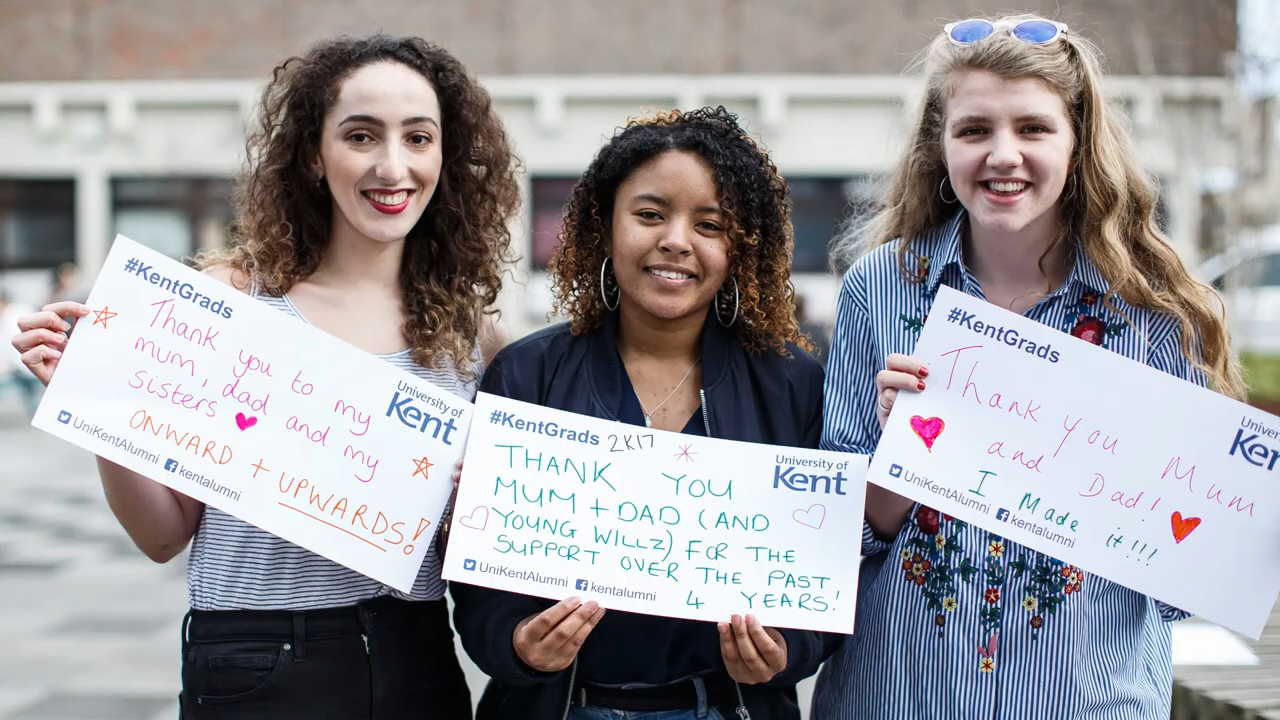 #KentGrads
Thank you to my
mum, dad and my
sisters
ONWARD + UPWARDS!
University of
Kent
UniKentAlumni kentalumni
#KentGrads 2K17
THANK YOU
MUM + DAD (AND
YOUNG WILLZ) FOR THE
SUPPORT OVER THE PAST
4 YEARS!
University of
Kent
UniKentAlumni kentalumni
#KentGrads
Thank you Mum
and Dad!
I Made it!!!
UniKentAlumni kentalumni